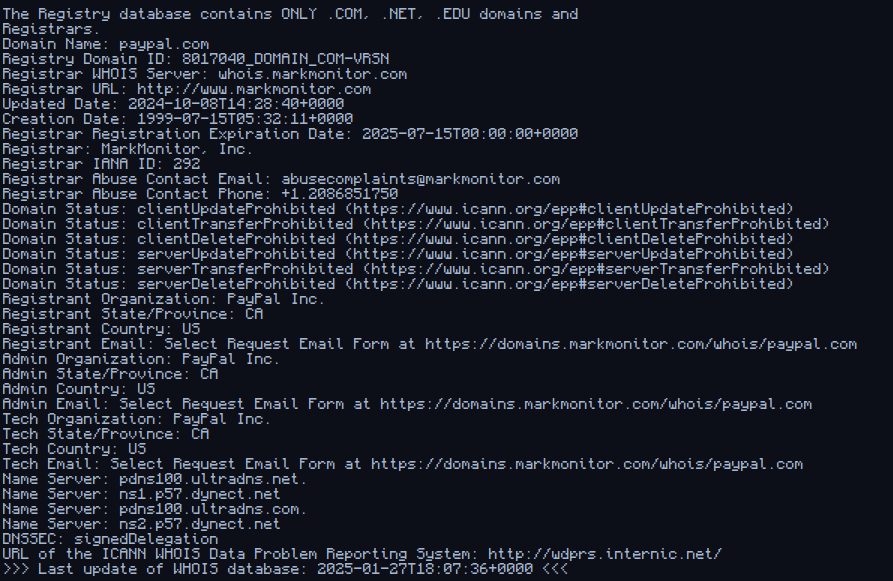 The Registry database contains ONLY .COM, .NET, .EDU domains and
Registrars.
Domain Name: paypal.com
Registry Domain ID: 8017040_DOMAIN_COM-VRSN
Registrar WHOIS Server: whois.markmonitor.com
Registrar URL: http://www.markmonitor.com
Updated Date: 2024-10-08T14:28:40+0000
Creation Date: 1999-07-15T05:32:11+0000
Registrar Registration Expiration Date: 2025-07-15T00:00:00+0000
Registrar: MarkMonitor, Inc.
Registrar IANA ID: 292
Registrar Abuse Contact Email: abusecomplaints@markmonitor.com
Registrar Abuse Contact Phone: +1.2086851750
Domain Status: clientUpdateProhibited (https://www.icann.org/epp#clientUpdateProhibited)
Domain Status: clientTransferProhibited (https://www.icann.org/epp#clientTransferProhibited)
Domain Status: clientDeleteProhibited (https://www.icann.org/epp#clientDeleteProhibited)
Domain Status: serverUpdateProhibited (https://www.icann.org/epp#serverUpdateProhibited)
Domain Status: serverTransferProhibited (https://www.icann.org/epp#serverTransferProhibited)
Domain Status: serverDeleteProhibited (https://www.icann.org/epp#serverDeleteProhibited)
Registrant Organization: PayPal Inc.
Registrant State/Province: CA
Registrant Country: US
Registrant Email: Select Request Email Form at https://domains.markmonitor.com/whois/paypal.com
Admin Organization: PayPal Inc.
Admin State/Province: CA
Admin Country: US
Admin Email: Select Request Email Form at https://domains.markmonitor.com/whois/paypal.com
Tech Organization: PayPal Inc.
Tech State/Province: CA
Tech Country: US
Tech Email: Select Request Email Form at https://domains.markmonitor.com/whois/paypal.com
Name Server: pdns100.ultradns.net.
Name Server: ns1.p57.dynect.net
Name Server: pdns100.ultradns.com.
Name Server: ns2.p57.dynect.net
DNSSEC: signedDelegation
URL of the ICANN WHOIS Data Problem Reporting System: http://wdprs.internic.net/
>>> Last update of WHOIS database: 2025-01-27T18:07:36+0000 <<<